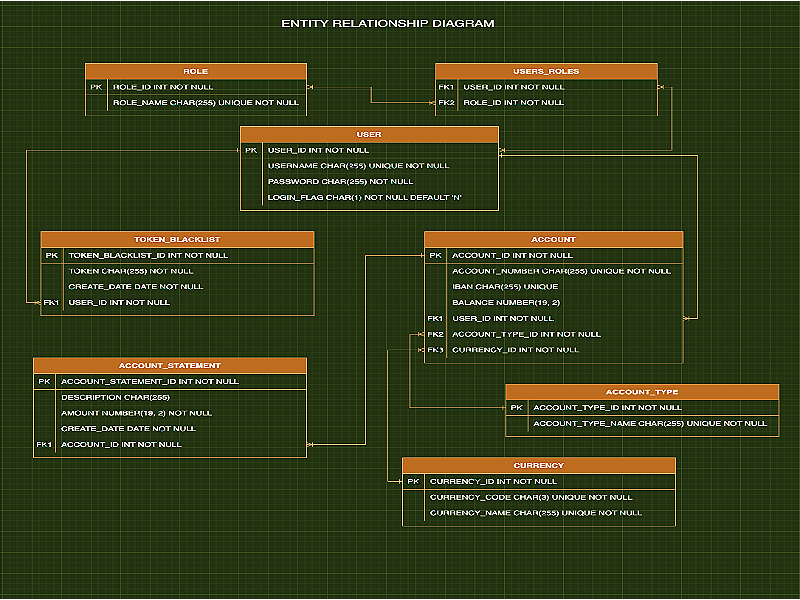 ENTITY RELATIONSHIP DIAGRAM
ROLE
PK ROLE_ID INT NOT NULL
ROLE_NAME CHAR(255) UNIQUE NOT NULL
USERS_ROLES
FK1 USER_ID INT NOT NULL
FK2 ROLE_ID INT NOT NULL
USER
PK USER_ID INT NOT NULL
USERNAME CHAR(255) UNIQUE NOT NULL
PASSWORD CHAR(255) NOT NULL
LOGIN_FLAG CHAR(1) NOT NULL DEFAULT 'N'
TOKEN_BLACKLIST
PK TOKEN_BLACKLIST_ID INT NOT NULL
TOKEN CHAR(255) NOT NULL
CREATE_DATE DATE NOT NULL
FK1 USER_ID INT NOT NULL
ACCOUNT
PK ACCOUNT_ID INT NOT NULL
ACCOUNT_NUMBER CHAR(255) UNIQUE NOT NULL
IBAN CHAR(255) UNIQUE
BALANCE NUMBER(19, 2)
FK1 USER_ID INT NOT NULL
FK2 ACCOUNT_TYPE_ID INT NOT NULL
FK3 CURRENCY_ID INT NOT NULL
ACCOUNT_STATEMENT
PK ACCOUNT_STATEMENT_ID INT NOT NULL
DESCRIPTION CHAR(255)
AMOUNT NUMBER(19, 2) NOT NULL
CREATE_DATE DATE NOT NULL
FK1 ACCOUNT_ID INT NOT NULL
ACCOUNT_TYPE
PK ACCOUNT_TYPE_ID INT NOT NULL
ACCOUNT_TYPE_NAME CHAR(255) UNIQUE NOT NULL
CURRENCY
PK CURRENCY_ID INT NOT NULL
CURRENCY_CODE CHAR(3) UNIQUE NOT NULL
CURRENCY_NAME CHAR(255) UNIQUE NOT NULL